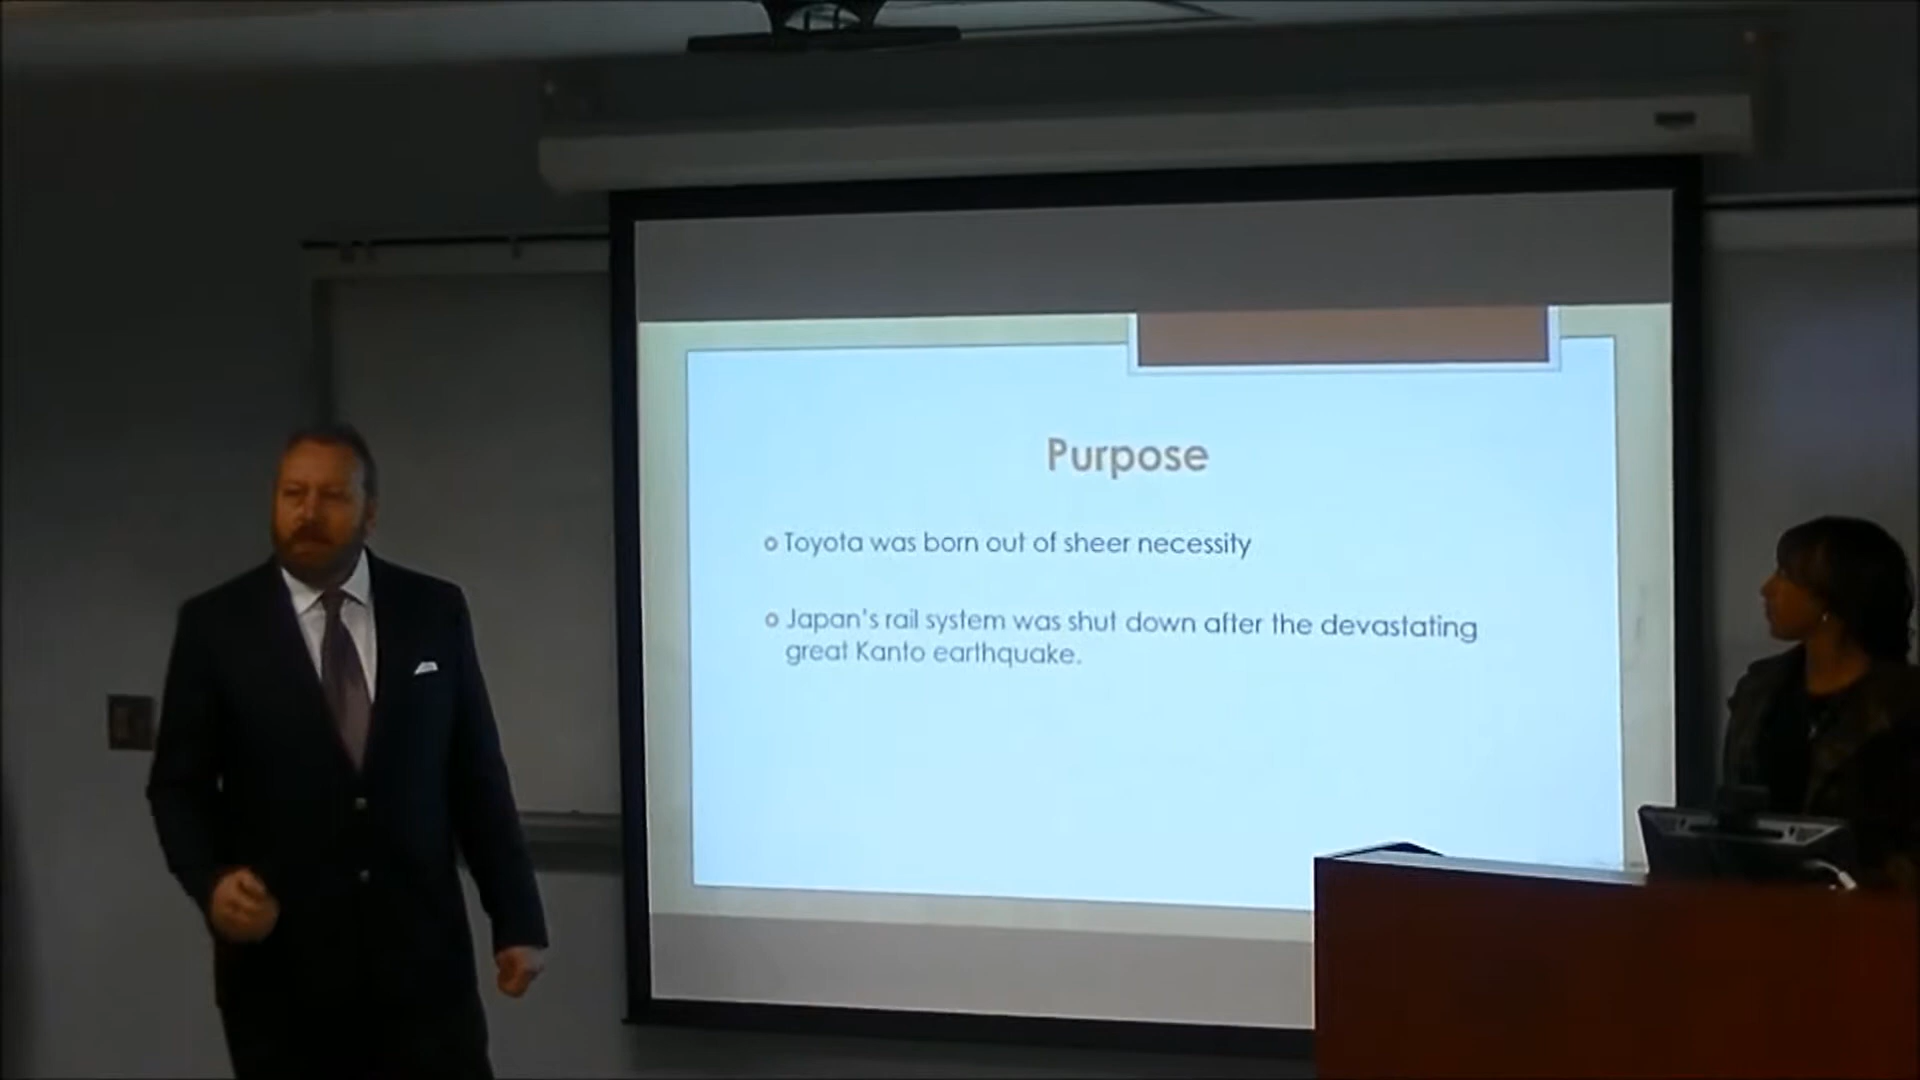 Purpose
Toyota was born out of sheer necessity
Japan's rail system was shut down after the devastating
great Kanto earthquake.